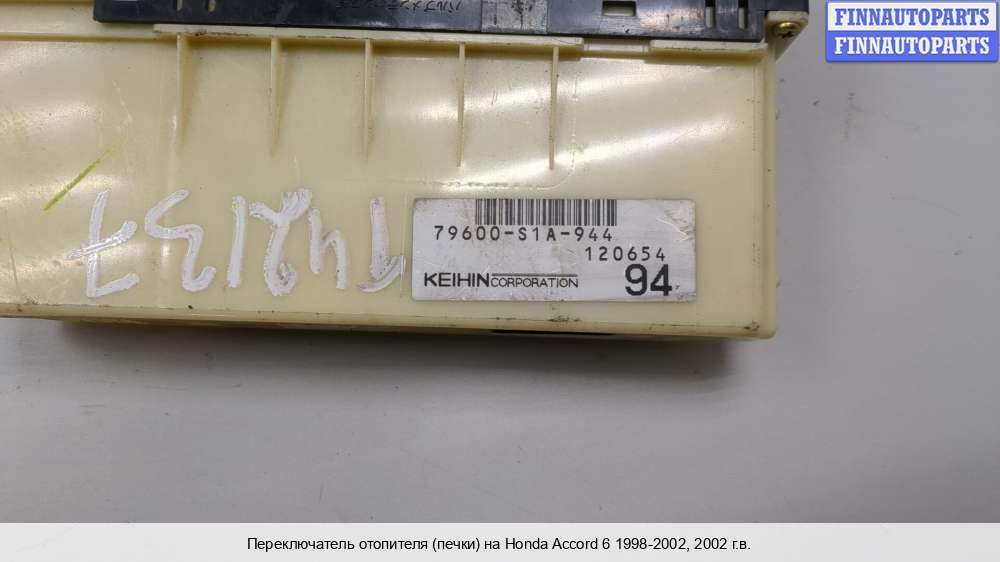 FINNAUTOPARTS
FINNAUTOPARTS
79600-S1A-944
120654
KEIHIN CORPORATION 94
Переключатель отопителя (печки) на Honda Accord 6 1998-2002, 2002 г.в.